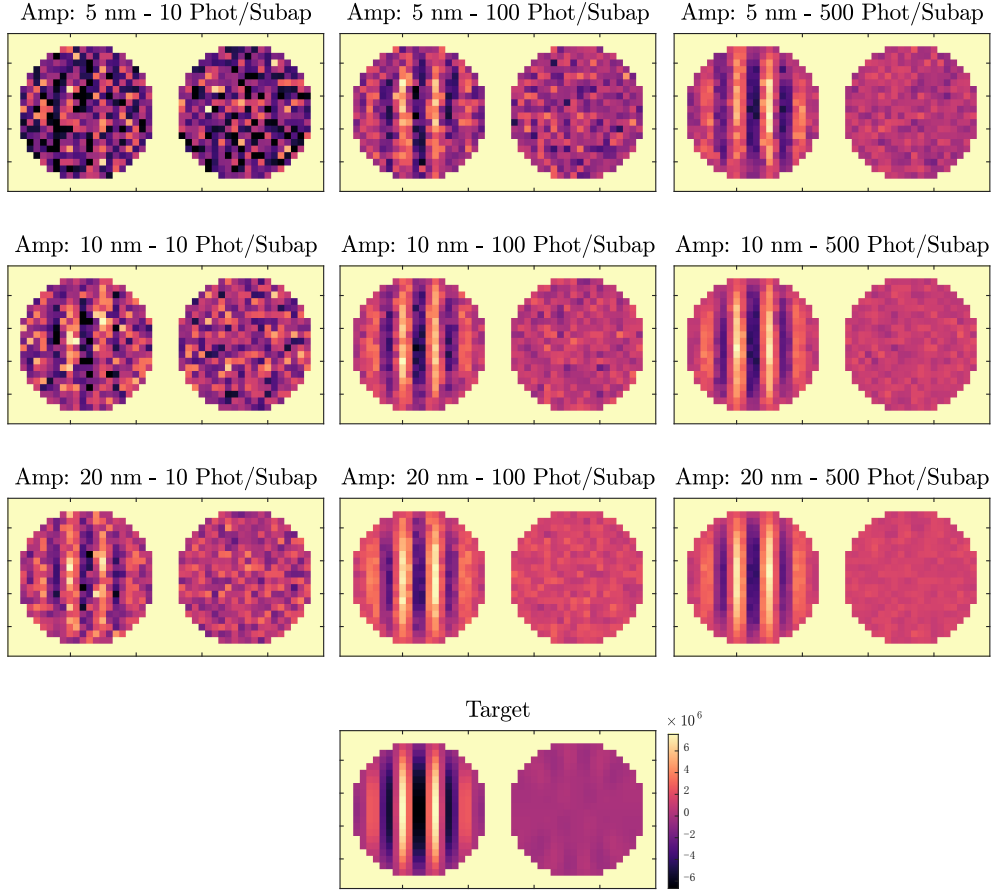 Amp: 5 nm - 10 Phot/Subap
Amp: 5 nm - 100 Phot/Subap
Amp: 5 nm - 500 Phot/Subap
Amp: 10 nm - 10 Phot/Subap
Amp: 10 nm - 100 Phot/Subap
Amp: 10 nm - 500 Phot/Subap
Amp: 20 nm - 10 Phot/Subap
Amp: 20 nm - 100 Phot/Subap
Amp: 20 nm - 500 Phot/Subap
Target
× 10⁶
6
4
2
0
−2
−4
−6